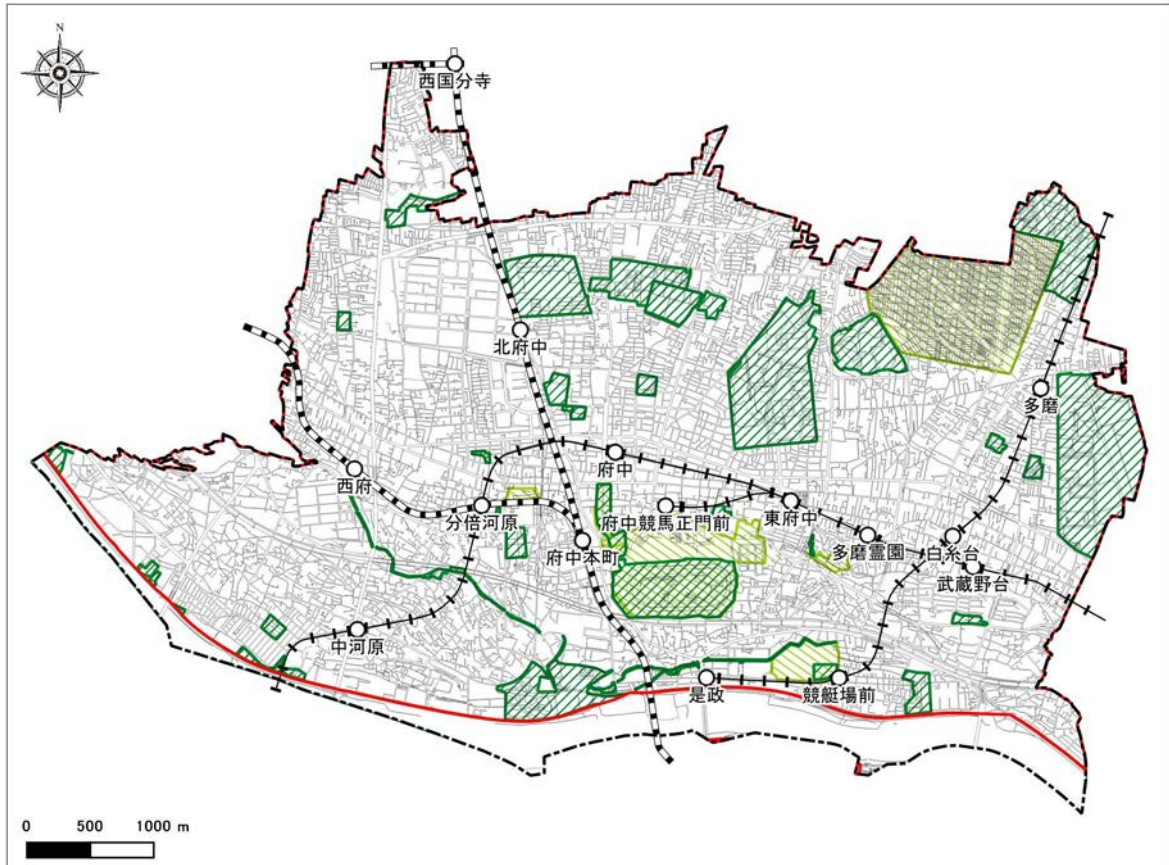 N
西国分寺
北府中
多磨
府中
西府
分倍河原
府中競馬正門前
東府中
府中本町
多磨霊園
白糸台
武蔵野台
中河原
是政
競艇場前
0 500 1000 m